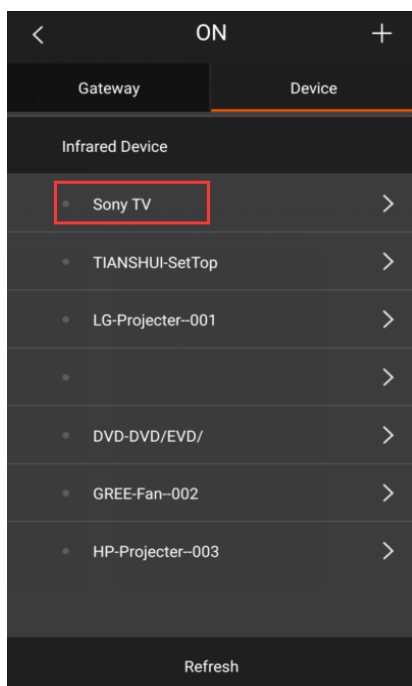 ON
Gateway Device
Infrared Device
Sony TV
TIANSHUI-SetTop
LG-Projecter--001
DVD-DVD/EVD/
GREE-Fan--002
HP-Projecter--003
Refresh